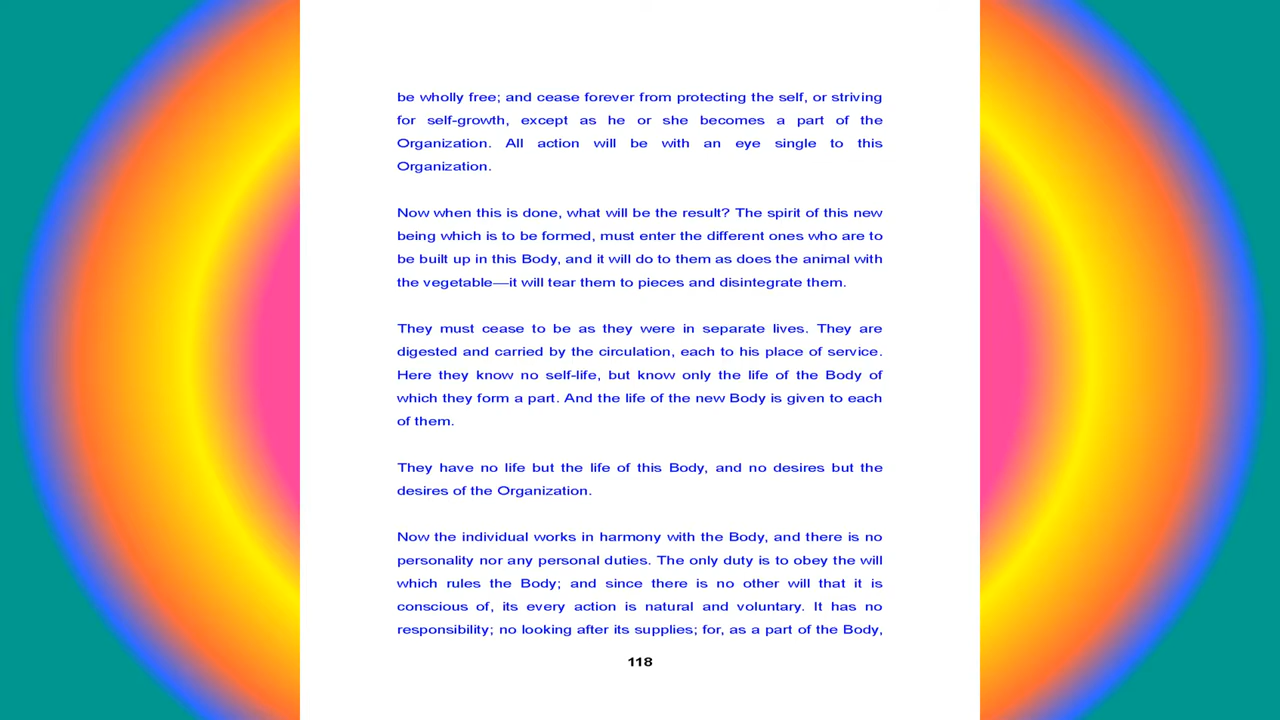 be wholly free; and cease forever from protecting the self, or striving
for self-growth, except as he or she becomes a part of the
Organization. All action will be with an eye single to this
Organization.
Now when this is done, what will be the result? The spirit of this new
being which is to be formed, must enter the different ones who are to
be built up in this Body, and it will do to them as does the animal with
the vegetable—it will tear them to pieces and disintegrate them.
They must cease to be as they were in separate lives. They are
digested and carried by the circulation, each to his place of service.
Here they know no self-life, but know only the life of the Body of
which they form a part. And the life of the new Body is given to each
of them.
They have no life but the life of this Body, and no desires but the
desires of the Organization.
Now the individual works in harmony with the Body, and there is no
personality nor any personal duties. The only duty is to obey the will
which rules the Body; and since there is no other will that it is
conscious of, its every action is natural and voluntary. It has no
responsibility; no looking after its supplies; for, as a part of the Body,
118